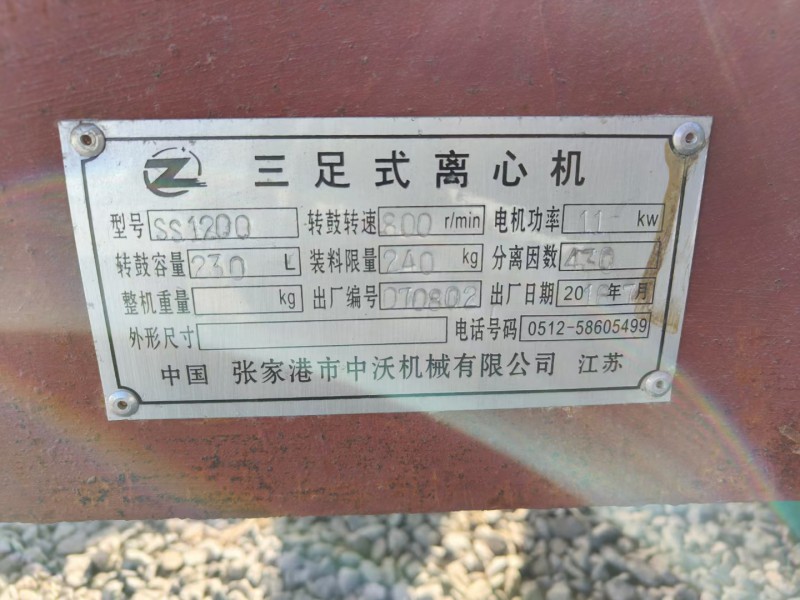 三足式离心机
型号 SS1200 转鼓转速 800 r/min 电机功率 11 kw
转鼓容量 230 L 装料限量 240 kg 分离因数 430
整机重量 kg 出厂编号 070802 出厂日期 201 年 月
外形尺寸 电话号码 0512-58605499
中国 张家港市中沃机械有限公司 江苏